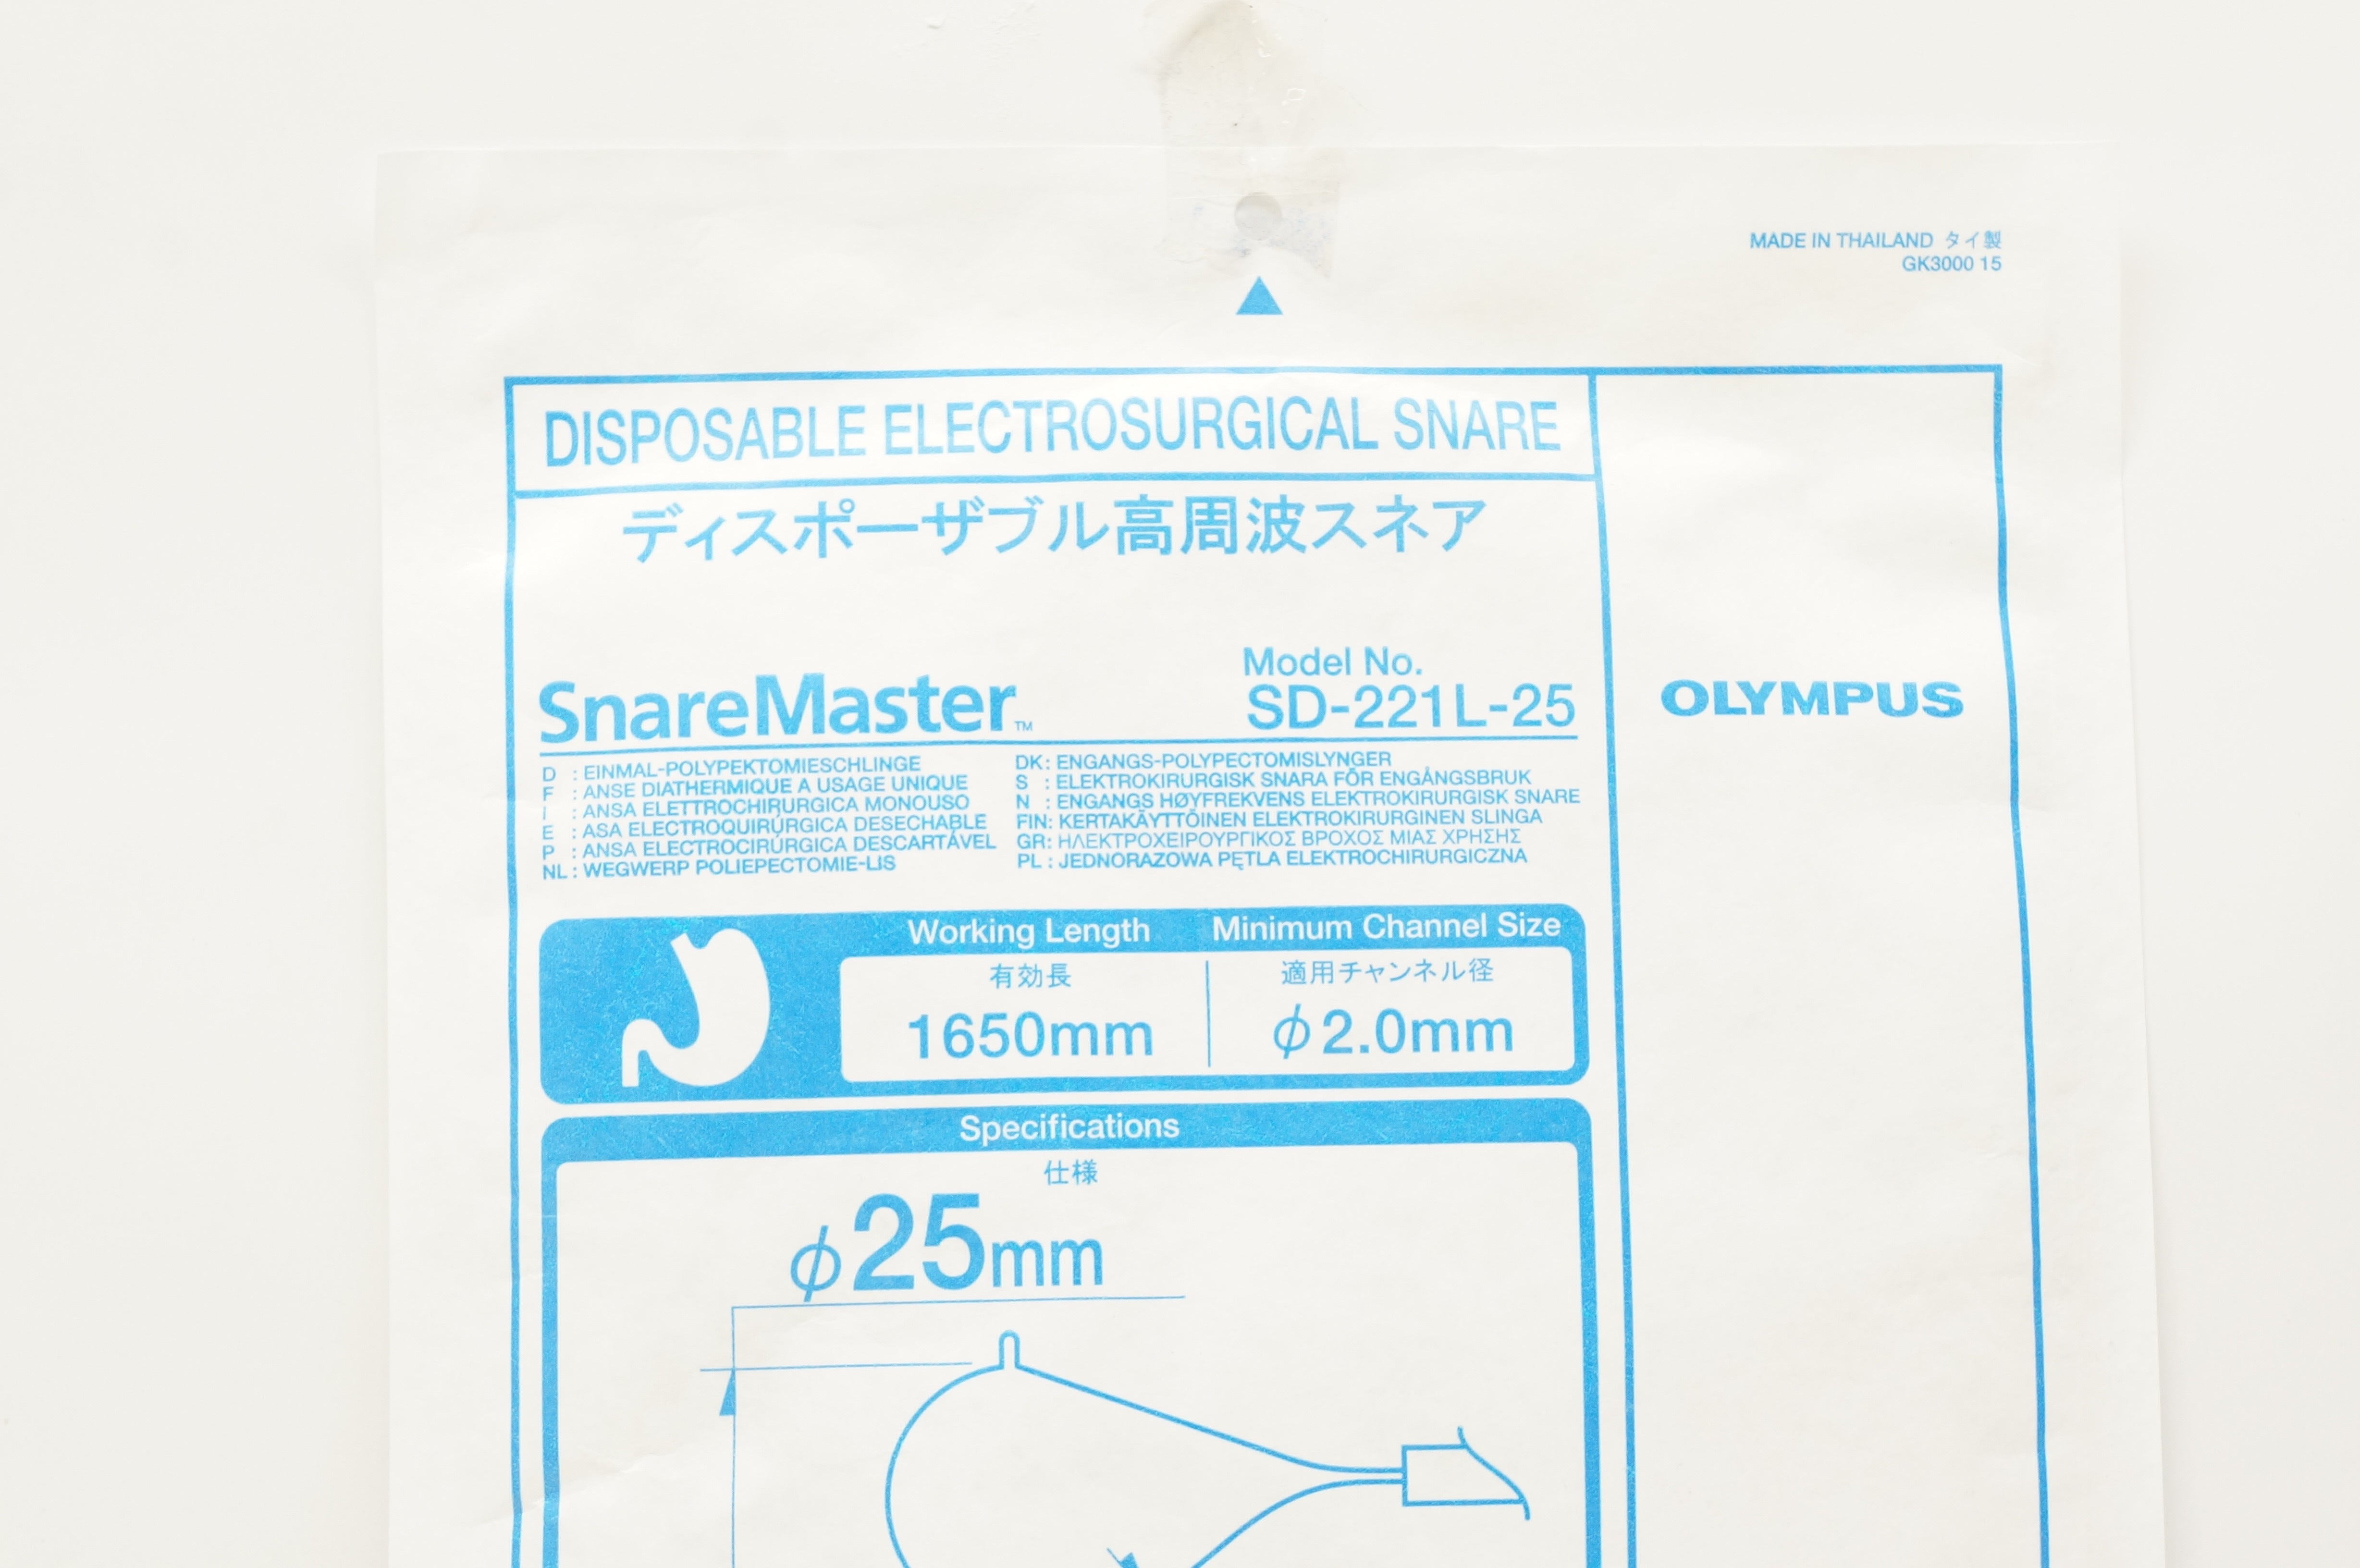 MADE IN THAILAND タイ製
GK3000 15
DISPOSABLE ELECTROSURGICAL SNARE
ディスポーザブル高周波スネア
SnareMaster™
Model No.
SD-221L-25
OLYMPUS
D : EINMAL-POLYPEKTOMIESCHLINGE
F : ANSE DIATHERMIQUE A USAGE UNIQUE
I : ANSA ELETTROCHIRURGICA MONOUSO
E : ASA ELECTROQUIRÚRGICA DESECHABLE
P : ANSA ELECTROCIRÚRGICA DESCARTÁVEL
NL : WEGWERP POLIEPECTOMIE-LIS
DK : ENGANGS-POLYPECTOMISLYNGER
S : ELEKTROKIRURGISK SNARA FÖR ENGÅNGSBRUK
N : ENGANGS HØYFREKVENS ELEKTROKIRURGISK SNARE
FIN: KERTAKÄYTTÖINEN ELEKTROKIRURGINEN SLINGA
GR: ΗΛΕΚΤΡΟΧΕΙΡΟΥΡΓΙΚΟΣ ΒΡΟΧΟΣ ΜΙΑΣ ΧΡΗΣΗΣ
PL : JEDNORAZOWA PĘTLA ELEKTROCHIRURGICZNA
Working Length
有効長
1650mm
Minimum Channel Size
適用チャンネル径
φ2.0mm
Specifications
仕様
φ25mm